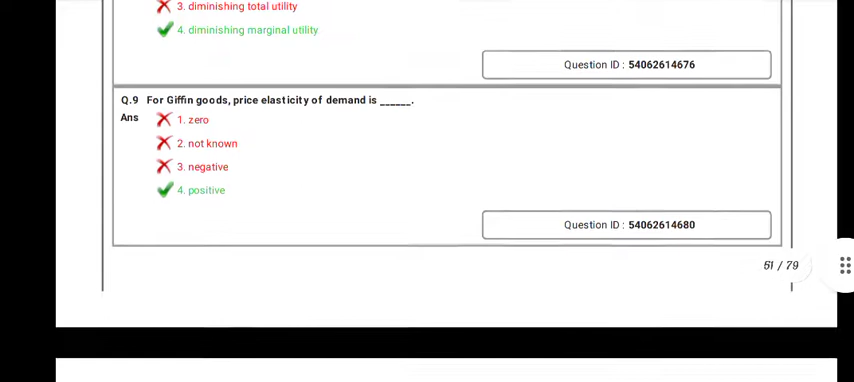 3. diminishing total utility
4. diminishing marginal utility
Question ID : 54062614676
Q.9 For Giffin goods, price elasticity of demand is ______.
Ans 1. zero
2. not known
3. negative
4. positive
Question ID : 54062614680
51 / 79